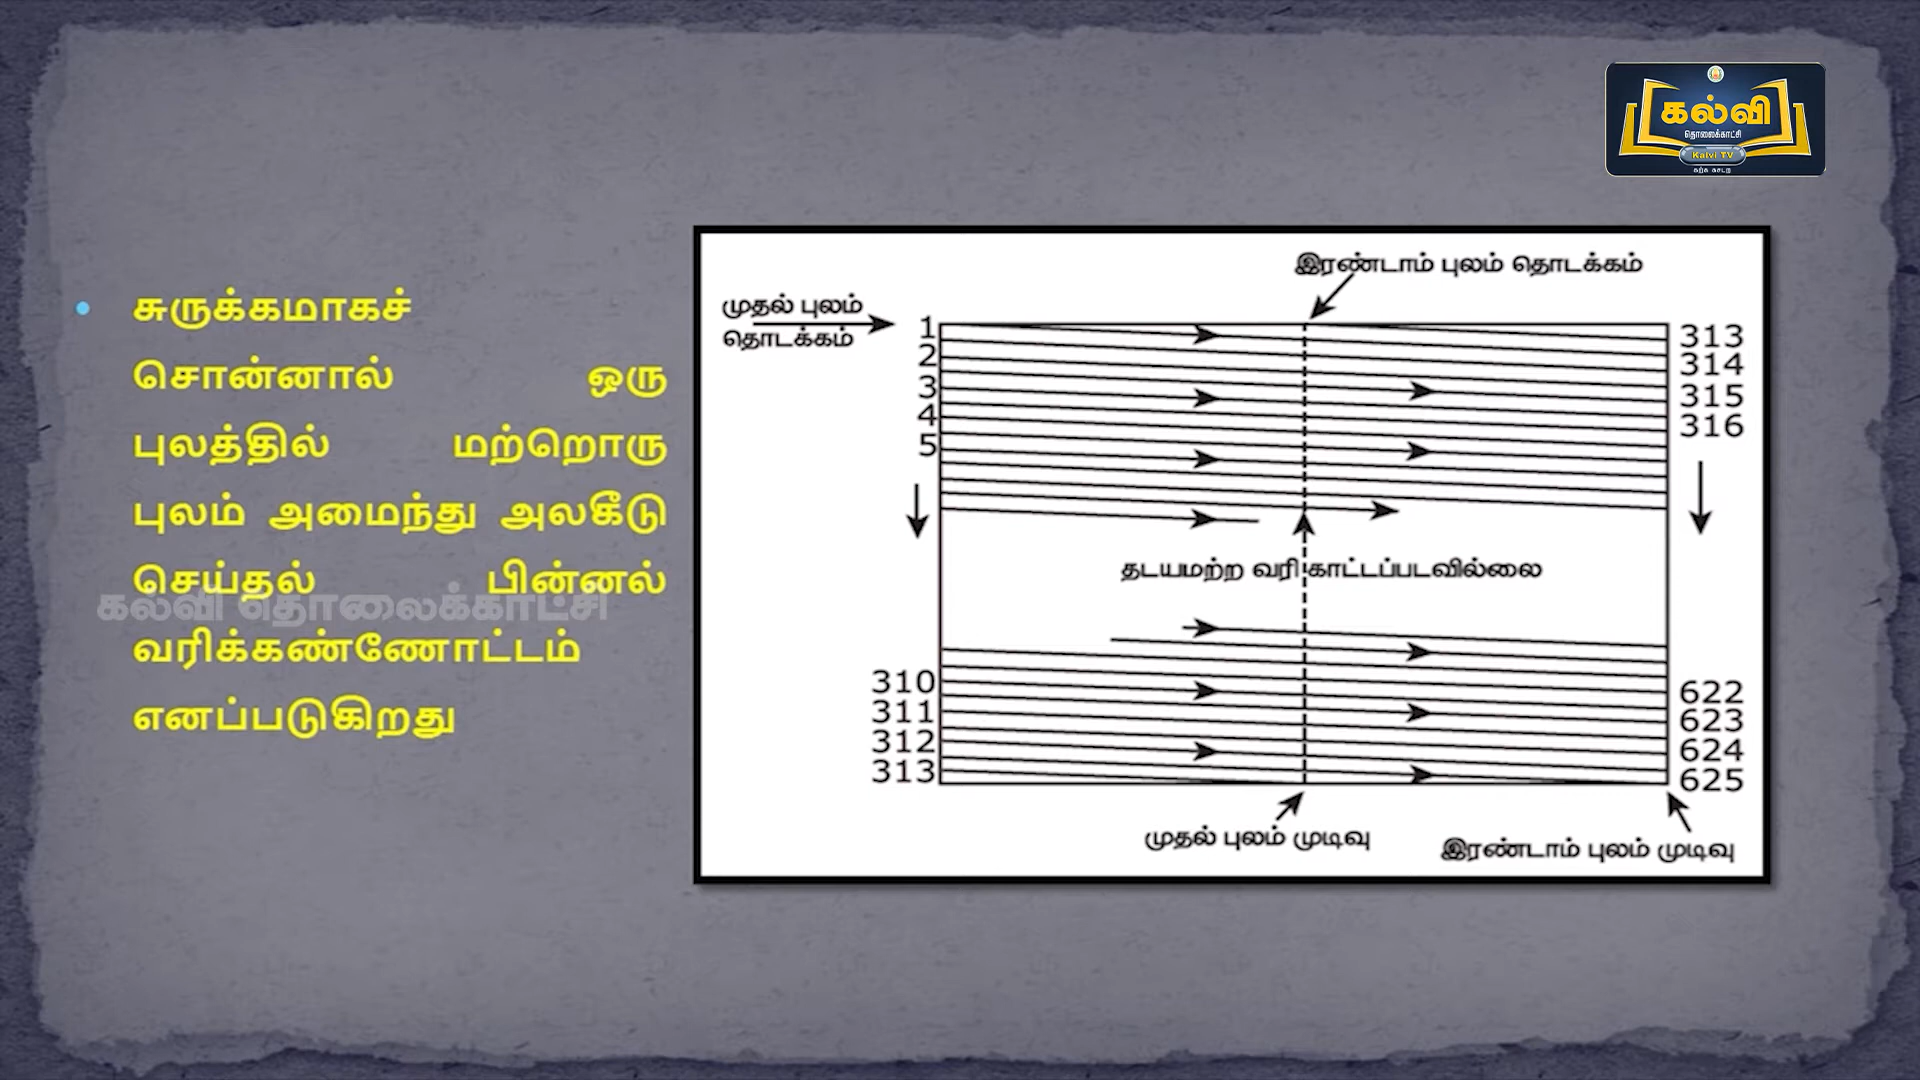 கல்வி
தொலைக்காட்சி
Kalvi TV
கற்க கசடற
சுருக்கமாகச்
சொன்னால் ஒரு
புலத்தில் மற்றொரு
புலம் அமைந்து அலகீடு
செய்தல் பின்னல்
வரிக்கண்ணோட்டம்
எனப்படுகிறது
கல்வி தொலைக்காட்சி
இரண்டாம் புலம் தொடக்கம்
முதல் புலம்
தொடக்கம்
1
2
3
4
5
313
314
315
316
தடயமற்ற வரி காட்டப்படவில்லை
310
311
312
313
622
623
624
625
முதல் புலம் முடிவு
இரண்டாம் புலம் முடிவு